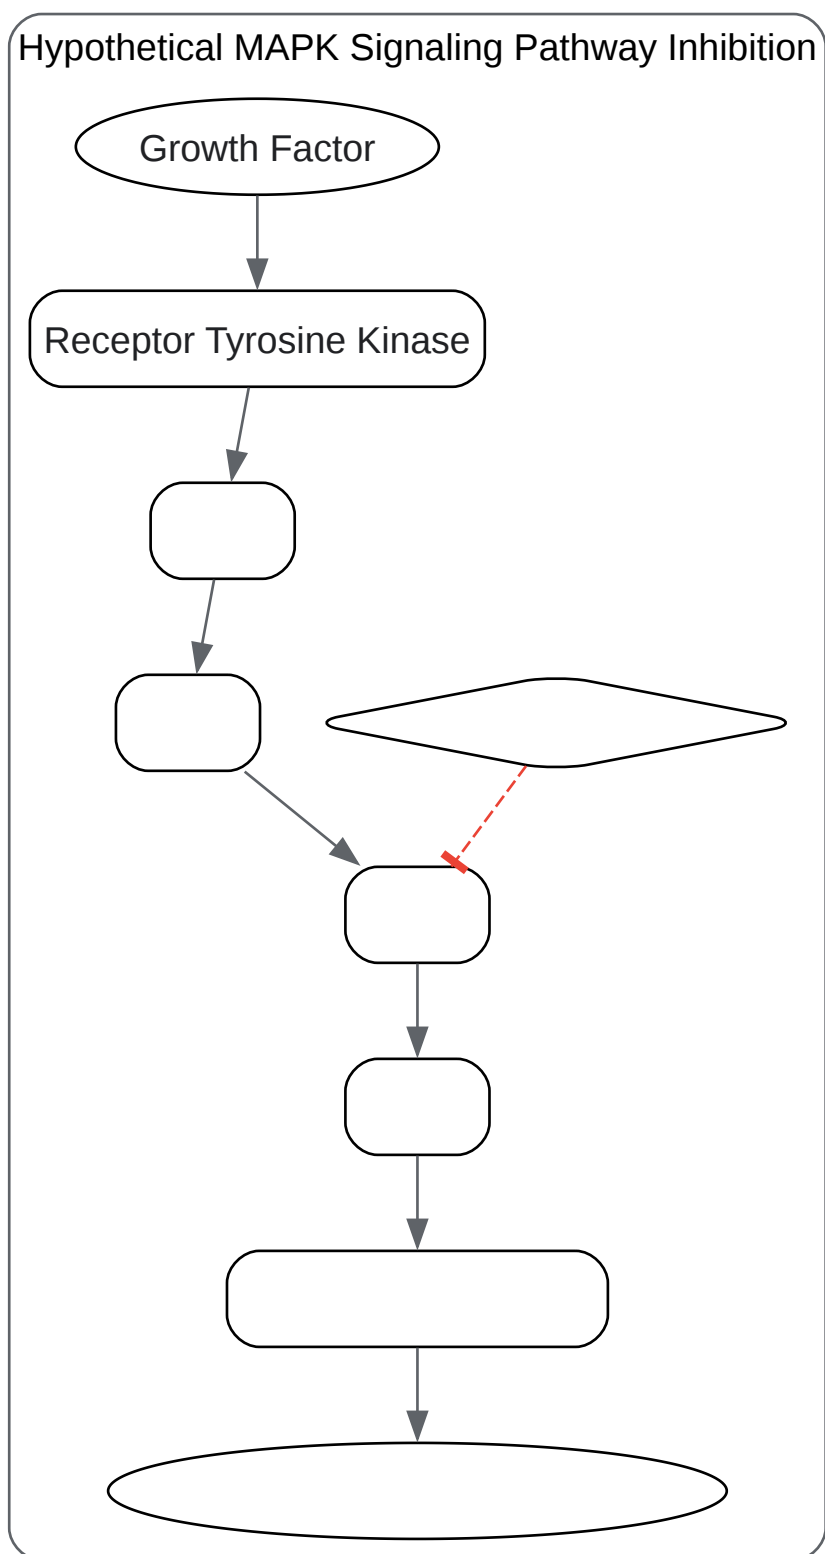 Hypothetical MAPK Signaling Pathway Inhibition
Growth Factor
Receptor Tyrosine Kinase